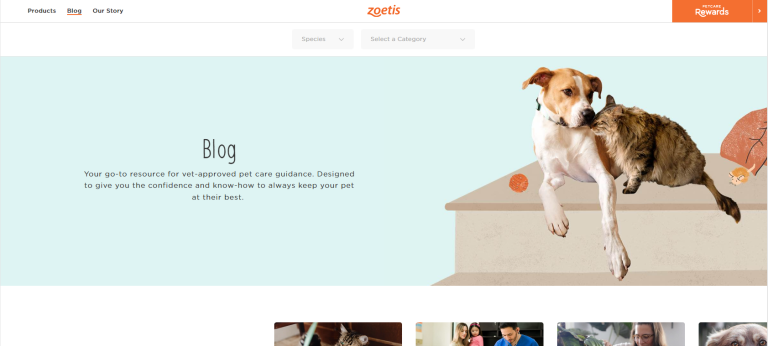 Products Blog Our Story
zoetis
PETCARE
Rewards
Species
Select a Category
Blog
Your go-to resource for vet-approved pet care guidance. Designed
to give you the confidence and know-how to always keep your pet
at their best.